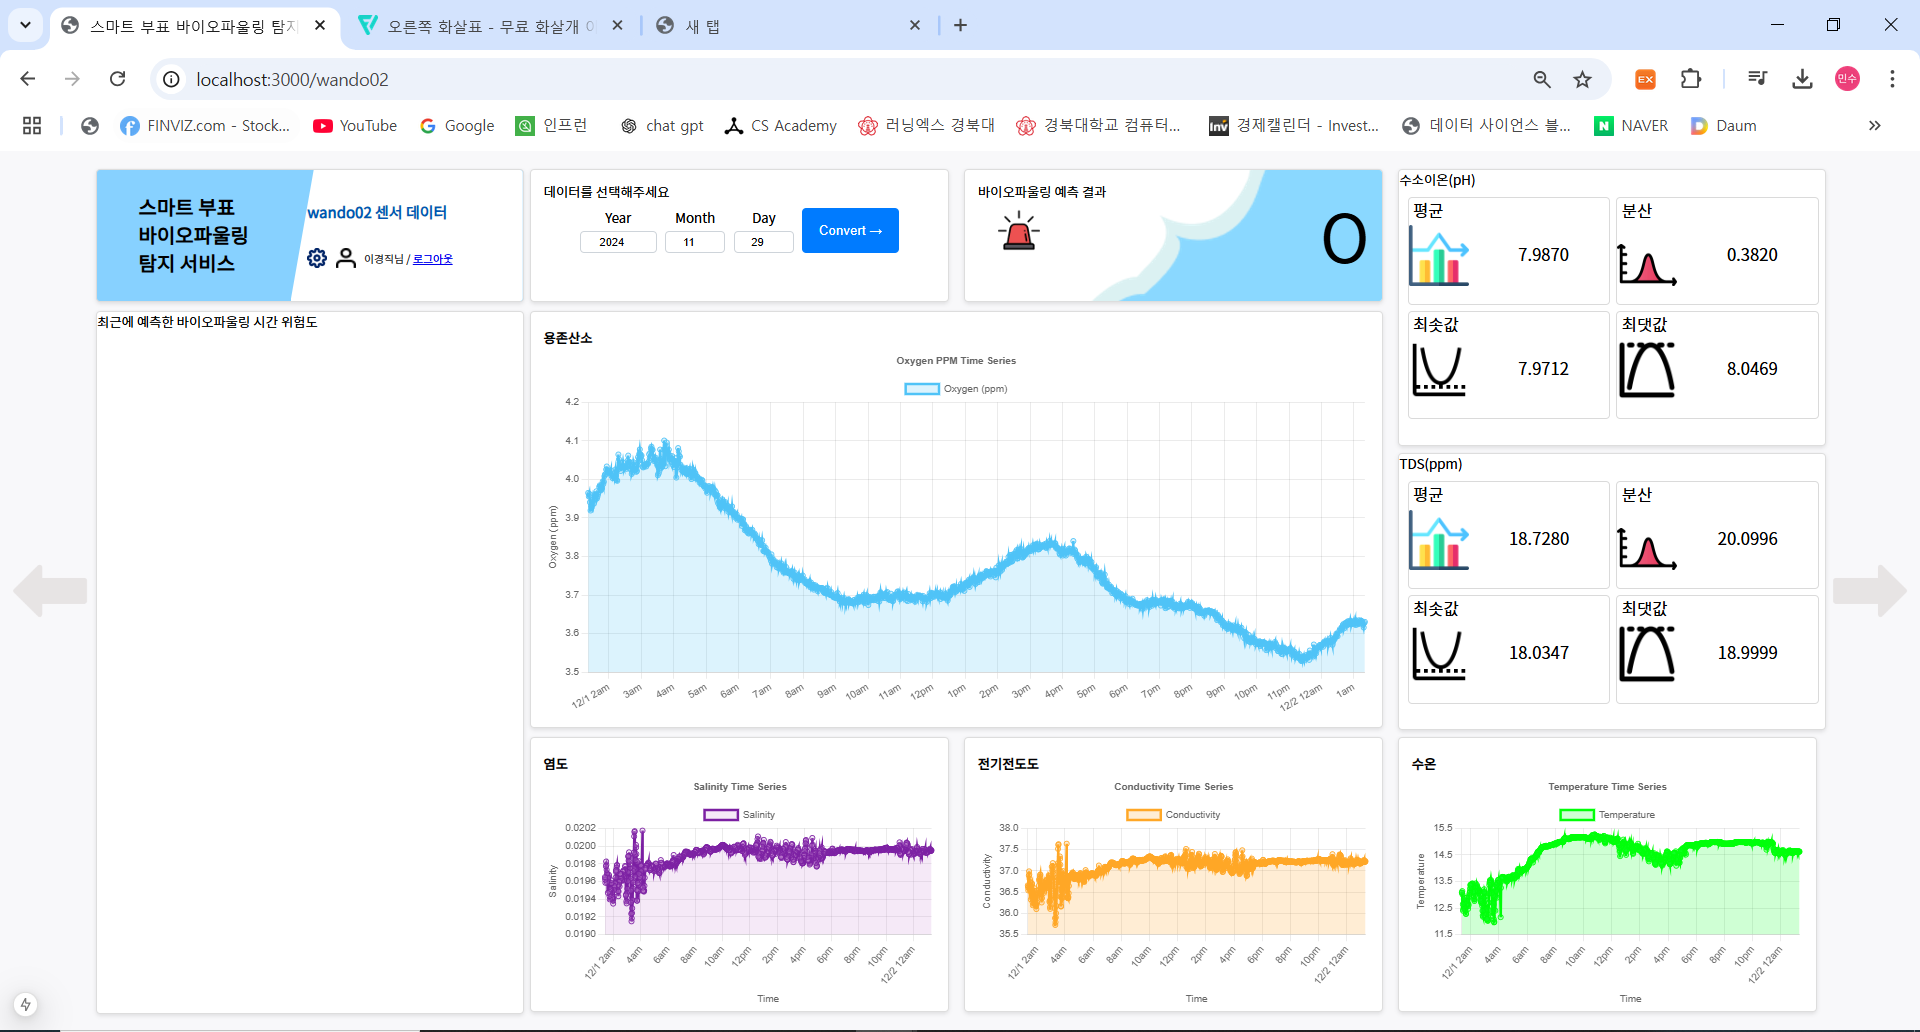 스마트 부표 바이오파울링 탐지
오른쪽 화살표 - 무료 화살개 아
새 탭
localhost:3000/wando02
EX
민수
FINVIZ.com - Stock...
YouTube
Google
인프런
chat gpt
CS Academy
러닝엑스 경북대
경북대학교 컴퓨터...
Inv
경제캘린더 - Invest...
데이터 사이언스 블...
N
NAVER
Daum
스마트 부표
바이오파울링
탐지 서비스
wando02 센서 데이터
이경직님 / 로그아웃
데이터를 선택해주세요
Year Month Day
2024 11 29
Convert →
바이오파울링 예측 결과
0
수소이온(pH)
평균
7.9870
분산
0.3820
최솟값
7.9712
최댓값
8.0469
최근에 예측한 바이오파울링 시간 위험도
용존산소
Oxygen PPM Time Series
Oxygen (ppm)
4.2
4.1
4.0
3.9
3.8
3.7
3.6
3.5
Oxygen (ppm)
12/1 2am 3am 4am 5am 6am 7am 8am 9am 10am 11am 12pm 1pm 2pm 3pm 4pm 5pm 6pm 7pm 8pm 9pm 10pm 11pm 12/2 12am 1am
TDS(ppm)
평균
18.7280
분산
20.0996
최솟값
18.0347
최댓값
18.9999
염도
Salinity Time Series
Salinity
0.0202
0.0200
0.0198
0.0196
0.0194
0.0192
0.0190
Salinity
12/1 2am 4am 6am 8am 10am 12pm 2pm 4pm 6pm 8pm 10pm 12/2 12am
Time
전기전도도
Conductivity Time Series
Conductivity
38.0
37.5
37.0
36.5
36.0
35.5
Conductivity
12/1 2am 4am 6am 8am 10am 12pm 2pm 4pm 6pm 8pm 10pm 12/2 12am
Time
수온
Temperature Time Series
Temperature
15.5
14.5
13.5
12.5
11.5
Temperature
12/1 2am 4am 6am 8am 10am 12pm 2pm 4pm 6pm 8pm 10pm 12/2 12am
Time